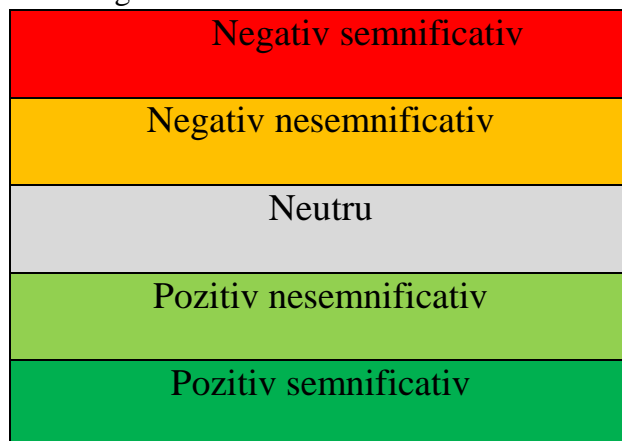 Negativ semnificativ
Negativ nesemnificativ
Neutru
Pozitiv nesemnificativ
Pozitiv semnificativ